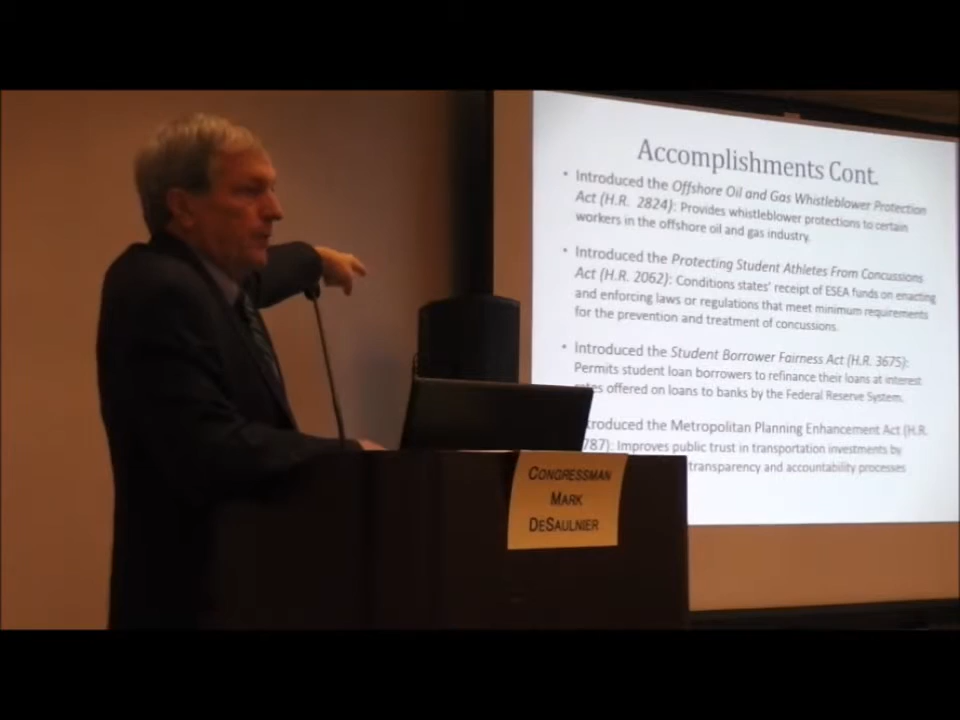 Accomplishments Cont.
• Introduced the Offshore Oil and Gas Whistleblower Protection
Act (H.R. 2824): Provides whistleblower protections to certain
workers in the offshore oil and gas industry.
• Introduced the Protecting Student Athletes From Concussions
Act (H.R. 2062): Conditions states' receipt of ESEA funds on enacting
and enforcing laws or regulations that meet minimum requirements
for the prevention and treatment of concussions.
• Introduced the Student Borrower Fairness Act (H.R. 3675):
Permits student loan borrowers to refinance their loans at interest
tes offered on loans to banks by the Federal Reserve System.
troduced the Metropolitan Planning Enhancement Act (H.R.
787): Improves public trust in transportation investments by
transparency and accountability processes
CONGRESSMAN
MARK
DESAULNIER